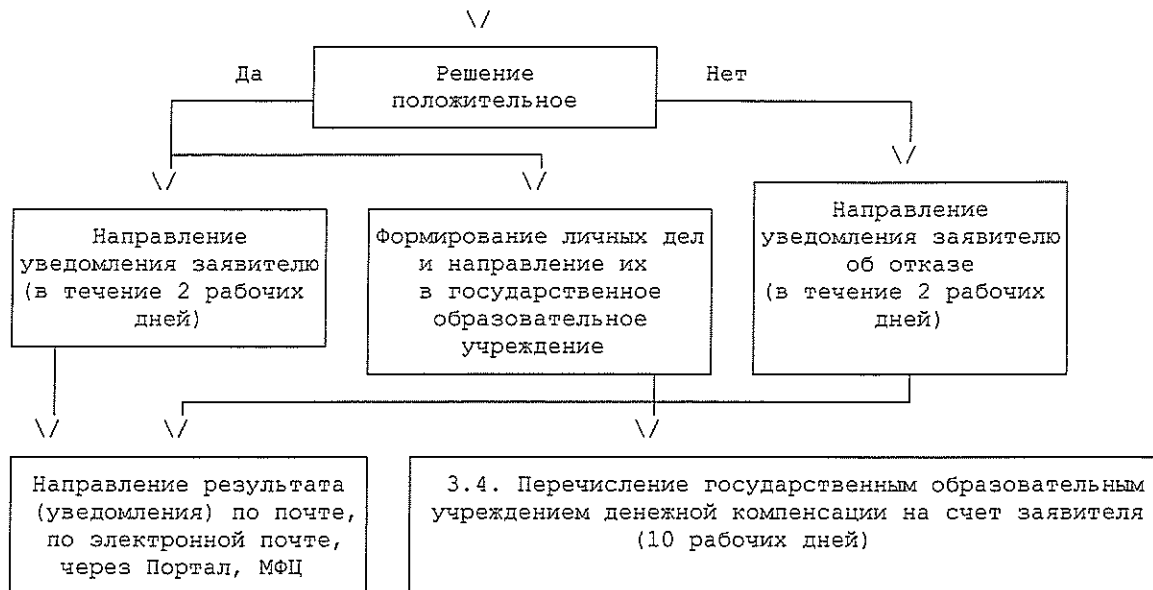 \/
Да
Решение
положительное
Нет
\/
\/
\/
Направление
уведомления заявителю
(в течение 2 рабочих
дней)
Формирование личных дел
и направление их
в государственное
образовательное
учреждение
Направление
уведомления заявителю
об отказе
(в течение 2 рабочих
дней)
\/
\/
\/
Направление результата
(уведомления) по почте,
по электронной почте,
через Портал, МФЦ
3.4. Перечисление государственным образовательным
учреждением денежной компенсации на счет заявителя
(10 рабочих дней)